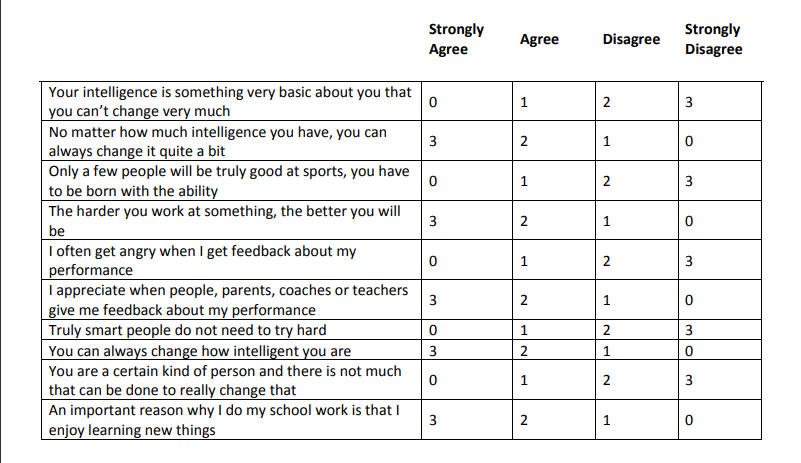 Strongly Agree Agree Disagree Strongly Disagree
Your intelligence is something very basic about you that
you can’t change very much 0 1 2 3
No matter how much intelligence you have, you can
always change it quite a bit 3 2 1 0
Only a few people will be truly good at sports, you have
to be born with the ability 0 1 2 3
The harder you work at something, the better you will
be 3 2 1 0
I often get angry when I get feedback about my
performance 0 1 2 3
I appreciate when people, parents, coaches or teachers
give me feedback about my performance 3 2 1 0
Truly smart people do not need to try hard 0 1 2 3
You can always change how intelligent you are 3 2 1 0
You are a certain kind of person and there is not much
that can be done to really change that 0 1 2 3
An important reason why I do my school work is that I
enjoy learning new things 3 2 1 0